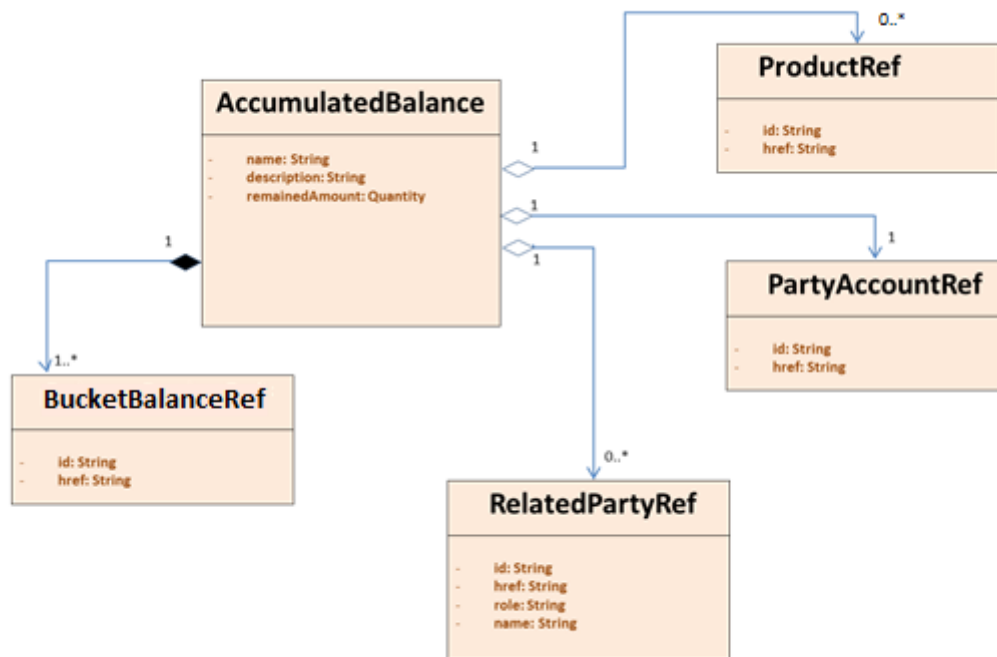 0..*
ProductRef
- id: String
- href: String
AccumulatedBalance
- name: String
- description: String
- remainedAmount: Quantity
1
1
1
1
1
PartyAccountRef
- id: String
- href: String
1..*
BucketBalanceRef
- id: String
- href: String
0..*
RelatedPartyRef
- id: String
- href: String
- role: String
- name: String